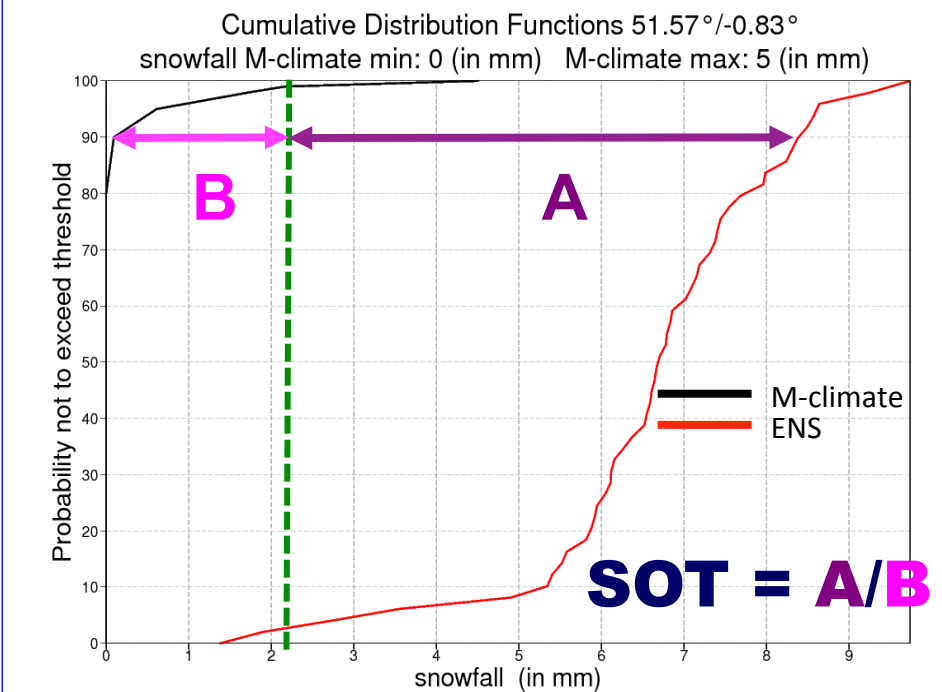 Cumulative Distribution Functions 51.57°/-0.83°
snowfall M-climate min: 0 (in mm) M-climate max: 5 (in mm)
Probability not to exceed threshold
100
90
80
70
60
50
40
30
20
10
0
B
A
M-climate
ENS
SOT = A/B
0 1 2 3 4 5 6 7 8 9
snowfall (in mm)